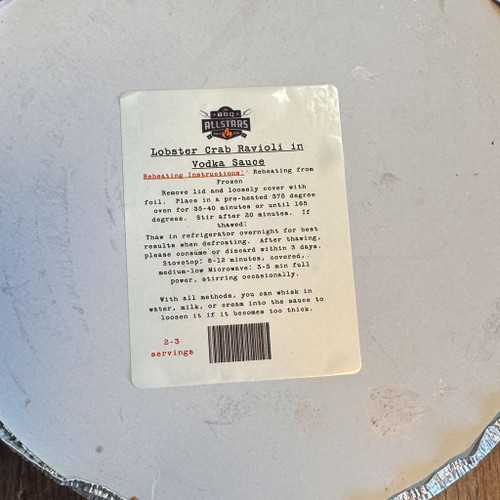 BBQ
ALLSTARS
Lobster Crab Ravioli in
Vodka Sauce
Reheating Instructions: Reheating from
Frozen
Remove lid and loosely cover with
foil. Place in a pre-heated 375 degree
oven for 35-40 minutes or until 165
degrees. Stir after 20 minutes. If
thawed:
Thaw in refrigerator overnight for best
results when defrosting. After thawing,
please consume or discard within 3 days.
Stovetop: 8-12 minutes, covered,
medium-low Microwave: 3-5 min full
power, stirring occasionally.
With all methods, you can whisk in
water, milk, or cream into the sauce to
loosen it if it becomes too thick.
2-3
servings